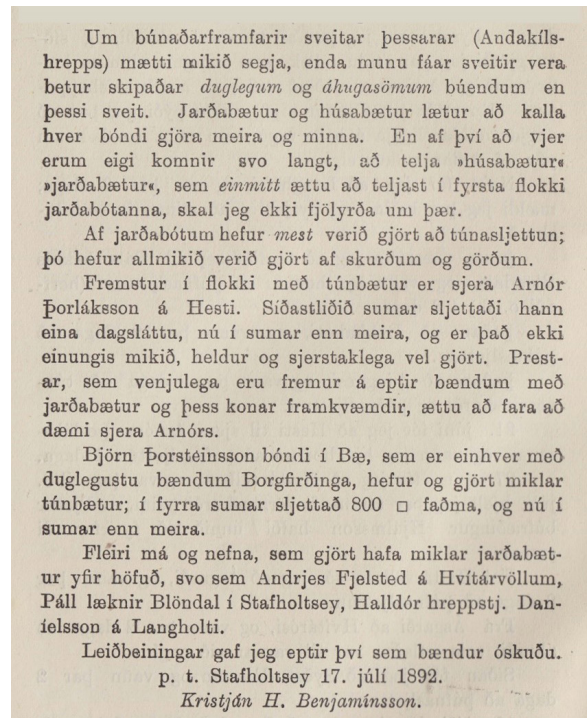 Um búnaðarframfarir sveitar þessarar (Andakíls-
hrepps) mætti mikið segja, enda munu fáar sveitir vera
betur skipaðar duglegum og áhugasömum búendum en
þessi sveit. Jarðabætur og húsabætur lætur að kalla
hver bóndi gjöra meira og minna. En af því að vjer
erum eigi komnir svo langt, að telja »húsabætur«
»jarðabætur«, sem einmitt ættu að teljast í fyrsta flokki
jarðabótanna, skal jeg ekki fjölyrða um þær.
Af jarðabótum hefur mest verið gjört að túnasljettun;
þó hefur allmikið verið gjört af skurðum og görðum.
Fremstur í flokki með túnbætur er sjera Arnór
Þorláksson á Hesti. Síðastliðið sumar sljettaði hann
eina dagsláttu, nú í sumar enn meira, og er það ekki
einungis mikið, heldur og sjerstaklega vel gjört. Prest-
ar, sem venjulega eru fremur á eptir bændum með
jarðabætur og þess konar framkvæmdir, ættu að fara að
dæmi sjera Arnórs.
Björn Þorsteinsson bóndi í Bæ, sem er einhver með
duglegustu bændum Borgfirðinga, hefur og gjört miklar
túnbætur; í fyrra sumar sljettað 800 □ faðma, og nú í
sumar enn meira.
Fleiri má og nefna, sem gjört hafa miklar jarðabæt-
ur yfir höfuð, svo sem Andrjes Fjelsted á Hvítárvöllum,
Páll læknir Blöndal í Stafholtsey, Halldór hreppstj. Dan-
íelsson á Langholti.
Leiðbeiningar gaf jeg eptir því sem bændur óskuðu.
p. t. Stafholtsey 17. júlí 1892.
Kristján H. Benjamínsson.